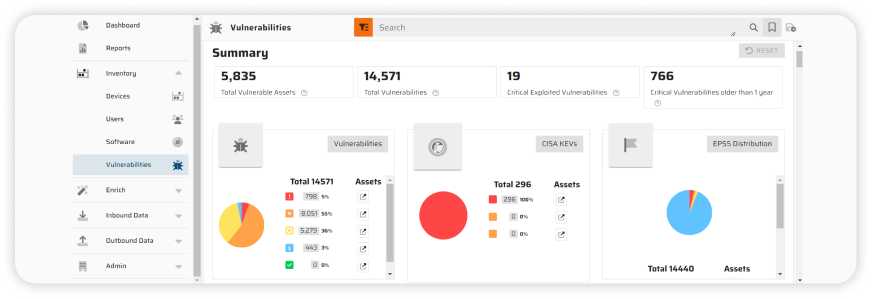 Dashboard
Reports
Inventory
Devices
Users
Software
Vulnerabilities
Enrich
Inbound Data
Outbound Data
Admin
Vulnerabilities
Search
Summary
RESET
5,835
Total Vulnerable Assets
14,571
Total Vulnerabilities
19
Critical Exploited Vulnerabilities
766
Critical Vulnerabilities older than 1 year
Vulnerabilities
Total 14571 Assets
798 5%
8,051 55%
5,279 36%
443 3%
0 0%
CISA KEVs
Total 296 Assets
296 100%
0 0%
0 0%
EPSS Distribution
Total 14440 Assets